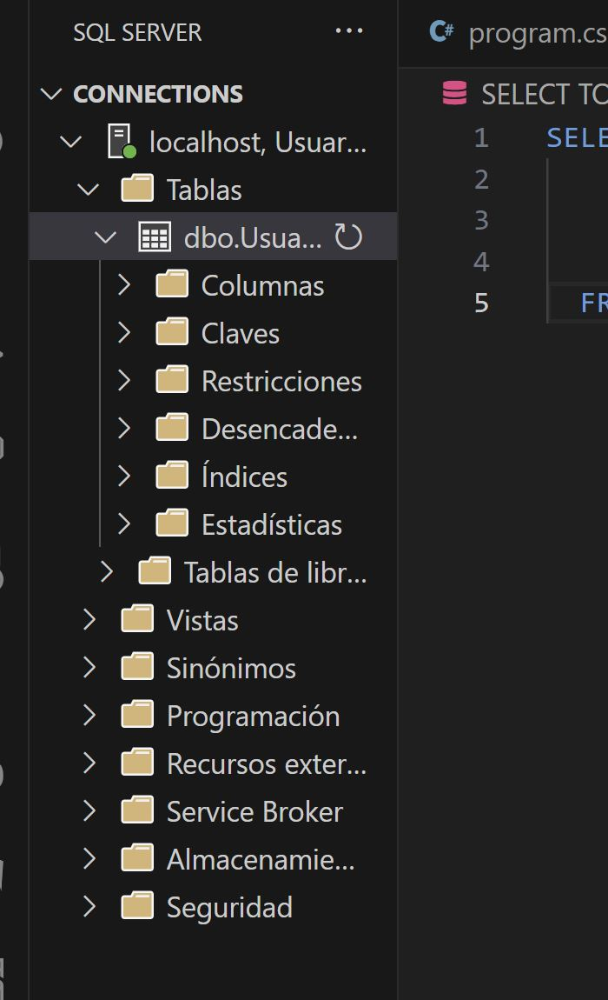 SQL SERVER
program.cs
CONNECTIONS
SELECT TO
localhost, Usuar...
1 SELE
Tablas
2
dbo.Usua...
3
4
Columnas
5 FR
Claves
Restricciones
Desencade...
Índices
Estadísticas
Tablas de libr...
Vistas
Sinónimos
Programación
Recursos exter...
Service Broker
Almacenamie...
Seguridad